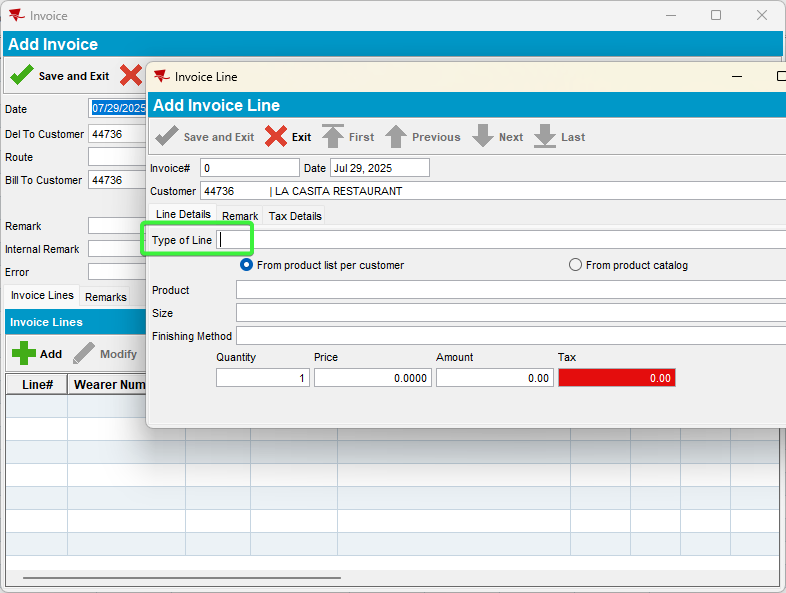 Invoice
Add Invoice
Save and Exit
Date 07/29/2025
Del To Customer 44736
Route
Bill To Customer 44736
Remark
Internal Remark
Error
Invoice Lines Remarks
Invoice Lines
Add Modify
Line# Wearer Num
Invoice Line
Add Invoice Line
Save and Exit Exit First Previous Next Last
Invoice# 0 Date Jul 29, 2025
Customer 44736 | LA CASITA RESTAURANT
Line Details Remark Tax Details
Type of Line
From product list per customer From product catalog
Product
Size
Finishing Method
Quantity Price Amount Tax
1 0.0000 0.00 0.00